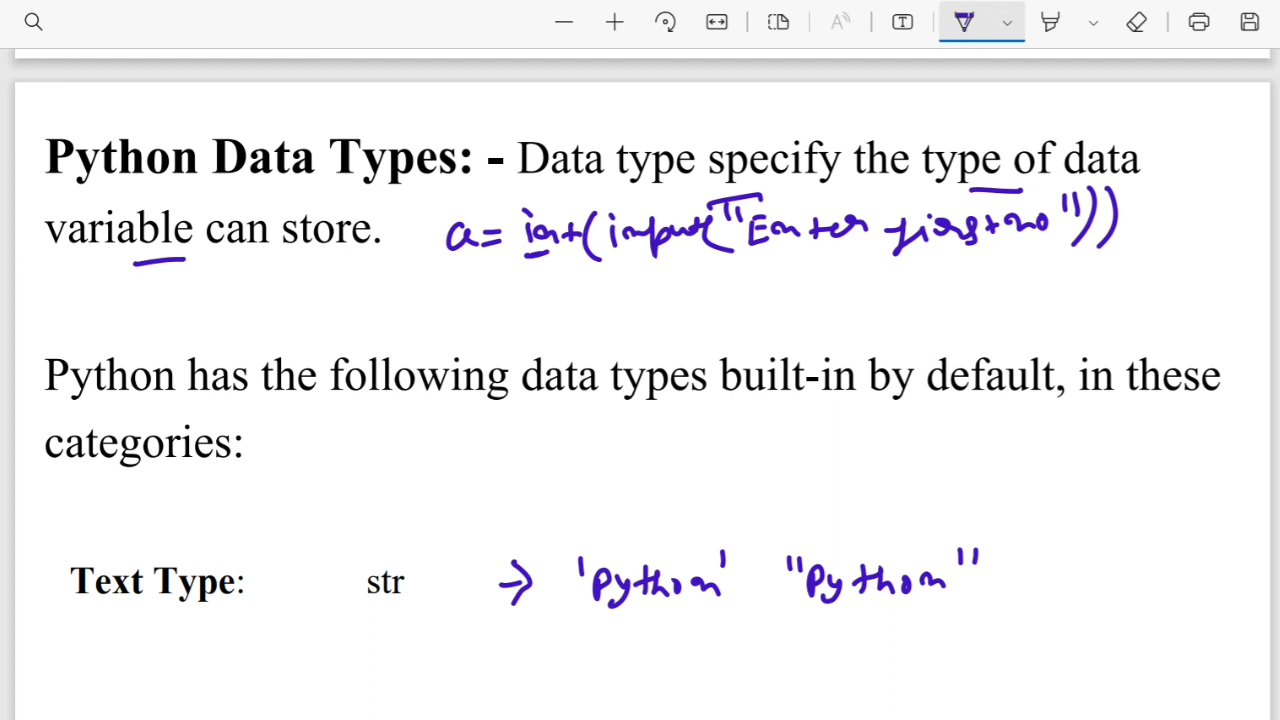 Python Data Types: - Data type specify the type of data
variable can store. a= int(input("Enter first no"))
Python has the following data types built-in by default, in these
categories:
Text Type: str → 'Python' "Python"